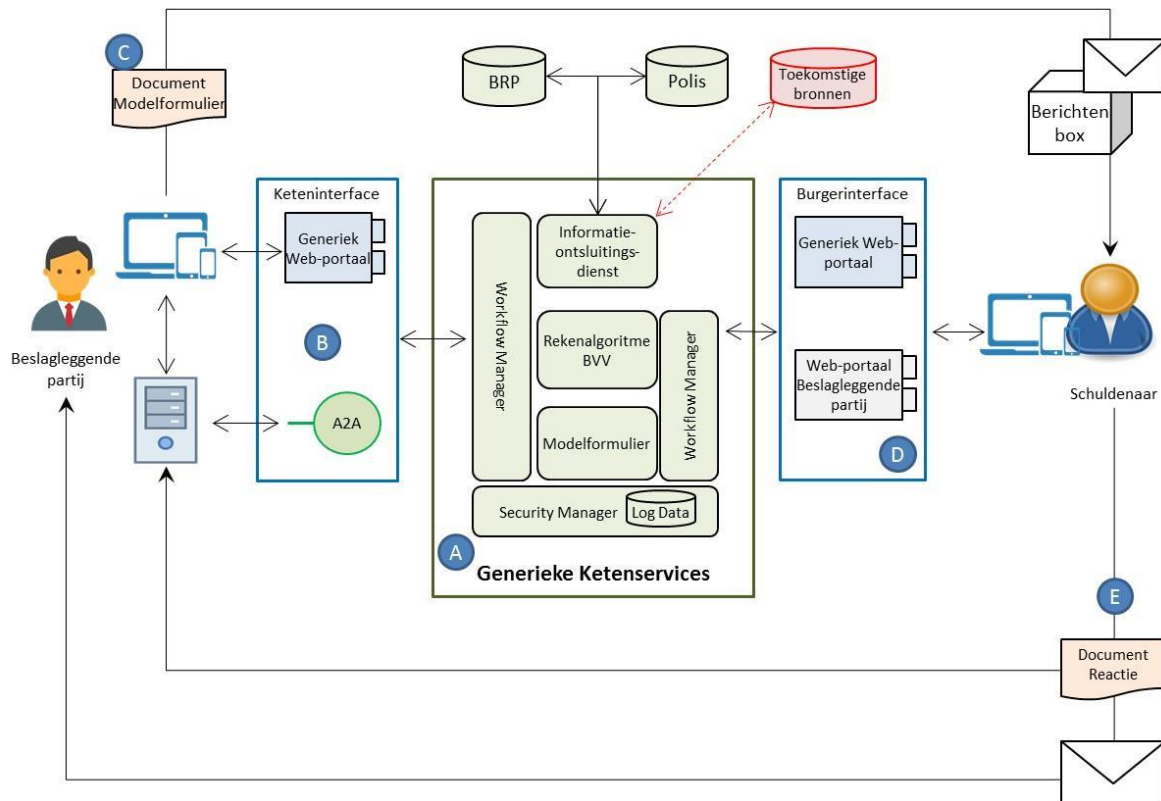 C
Document
Modelformulier
BRP
Polis
Toekomstige
bronnen
Berichten
box
Keteninterface
Generiek
Web-portaal
B
A2A
Beslagleggende
partij
Workflow Manager
Informatie-
ontsluitings-
dienst
Rekenalgoritme
BVV
Modelformulier
Workflow Manager
Security Manager
Log Data
A
Generieke Ketenservices
Burgerinterface
Generiek Web-
portaal
Web-portaal
Beslagleggende
partij
D
Schuldenaar
E
Document
Reactie